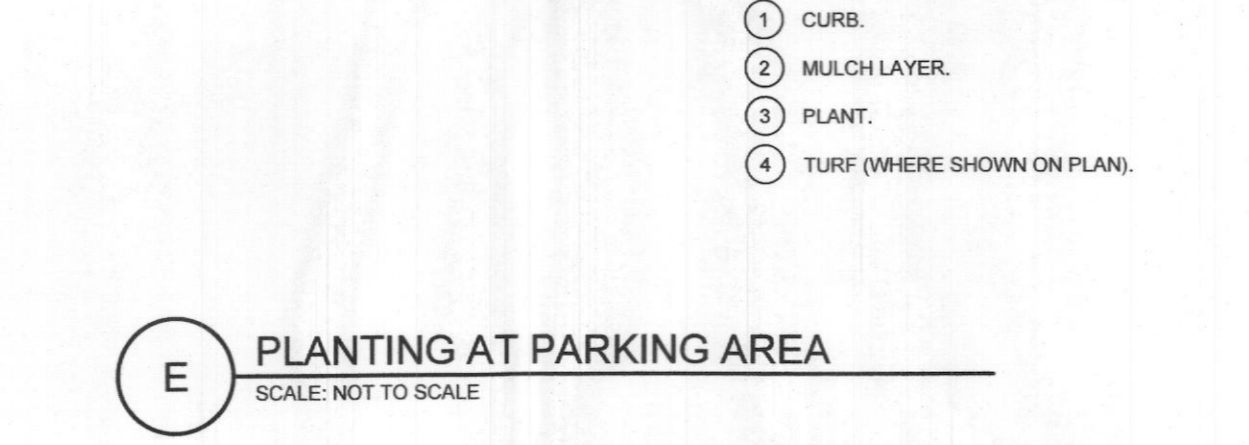 1 CURB.
2 MULCH LAYER.
3 PLANT.
4 TURF (WHERE SHOWN ON PLAN).
E PLANTING AT PARKING AREA
SCALE: NOT TO SCALE